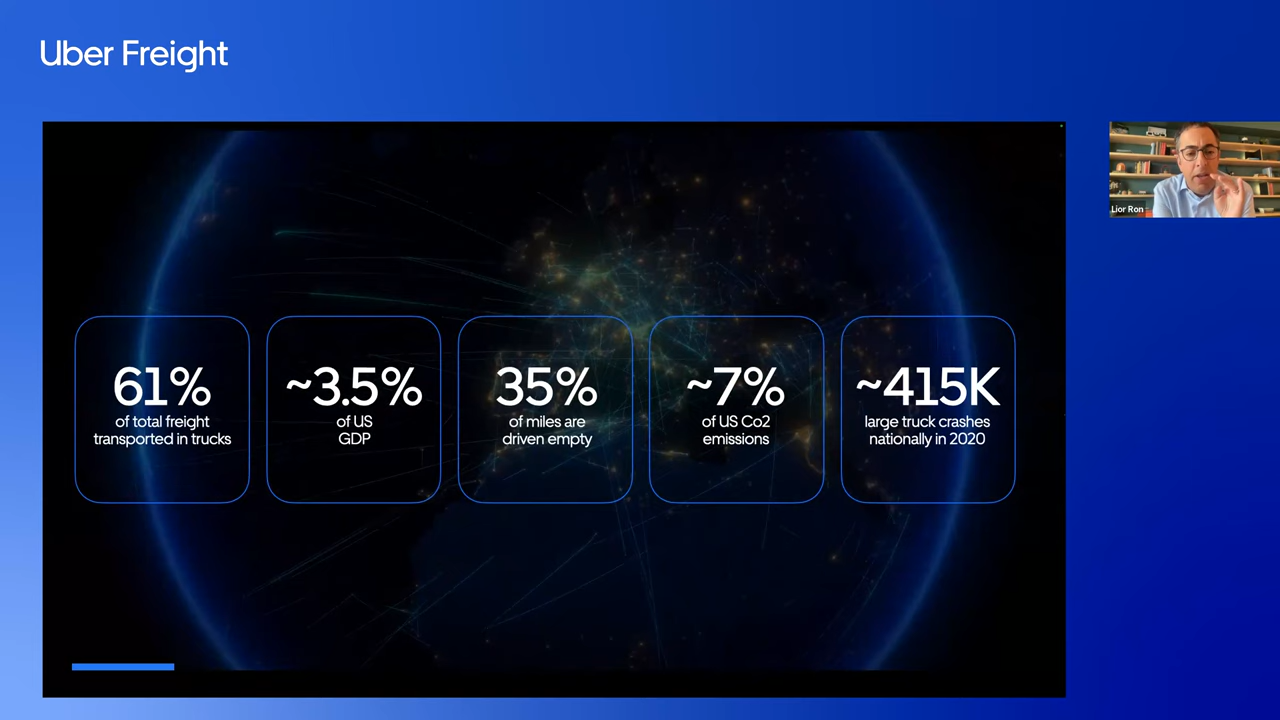 Uber Freight
61%
of total freight
transported in trucks
~3.5%
of US
GDP
35%
of miles are
driven empty
~7%
of US Co2
emissions
~415K
large truck crashes
nationally in 2020
Lior Ron